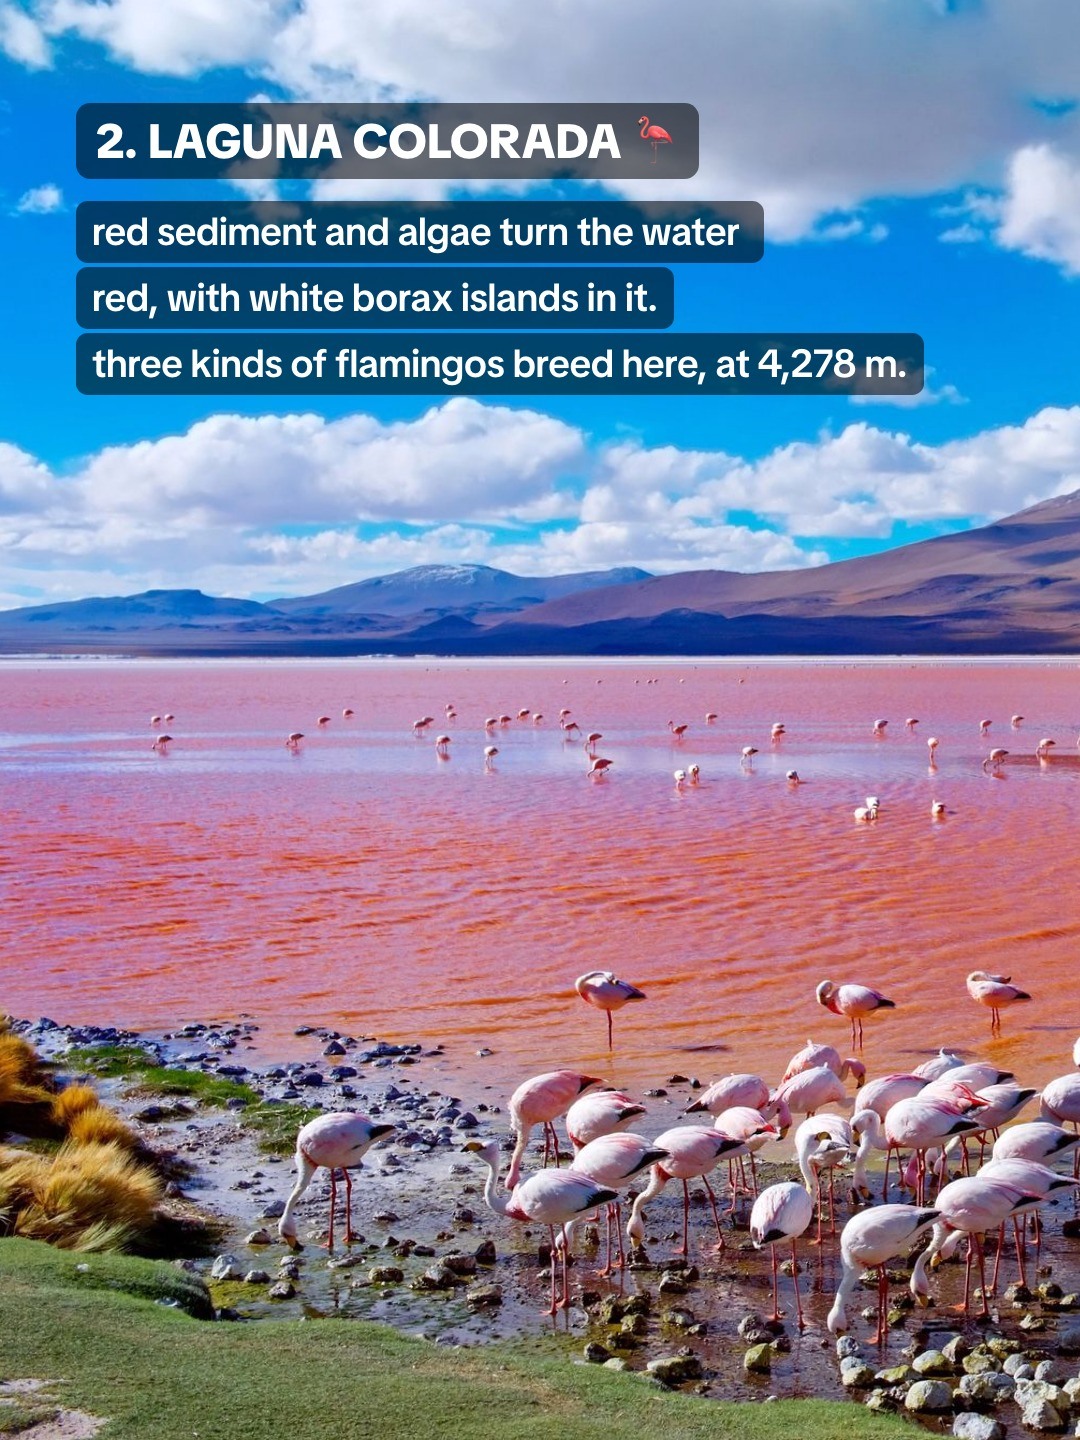 2. LAGUNA COLORADA 🦩
red sediment and algae turn the water
red, with white borax islands in it.
three kinds of flamingos breed here, at 4,278 m.